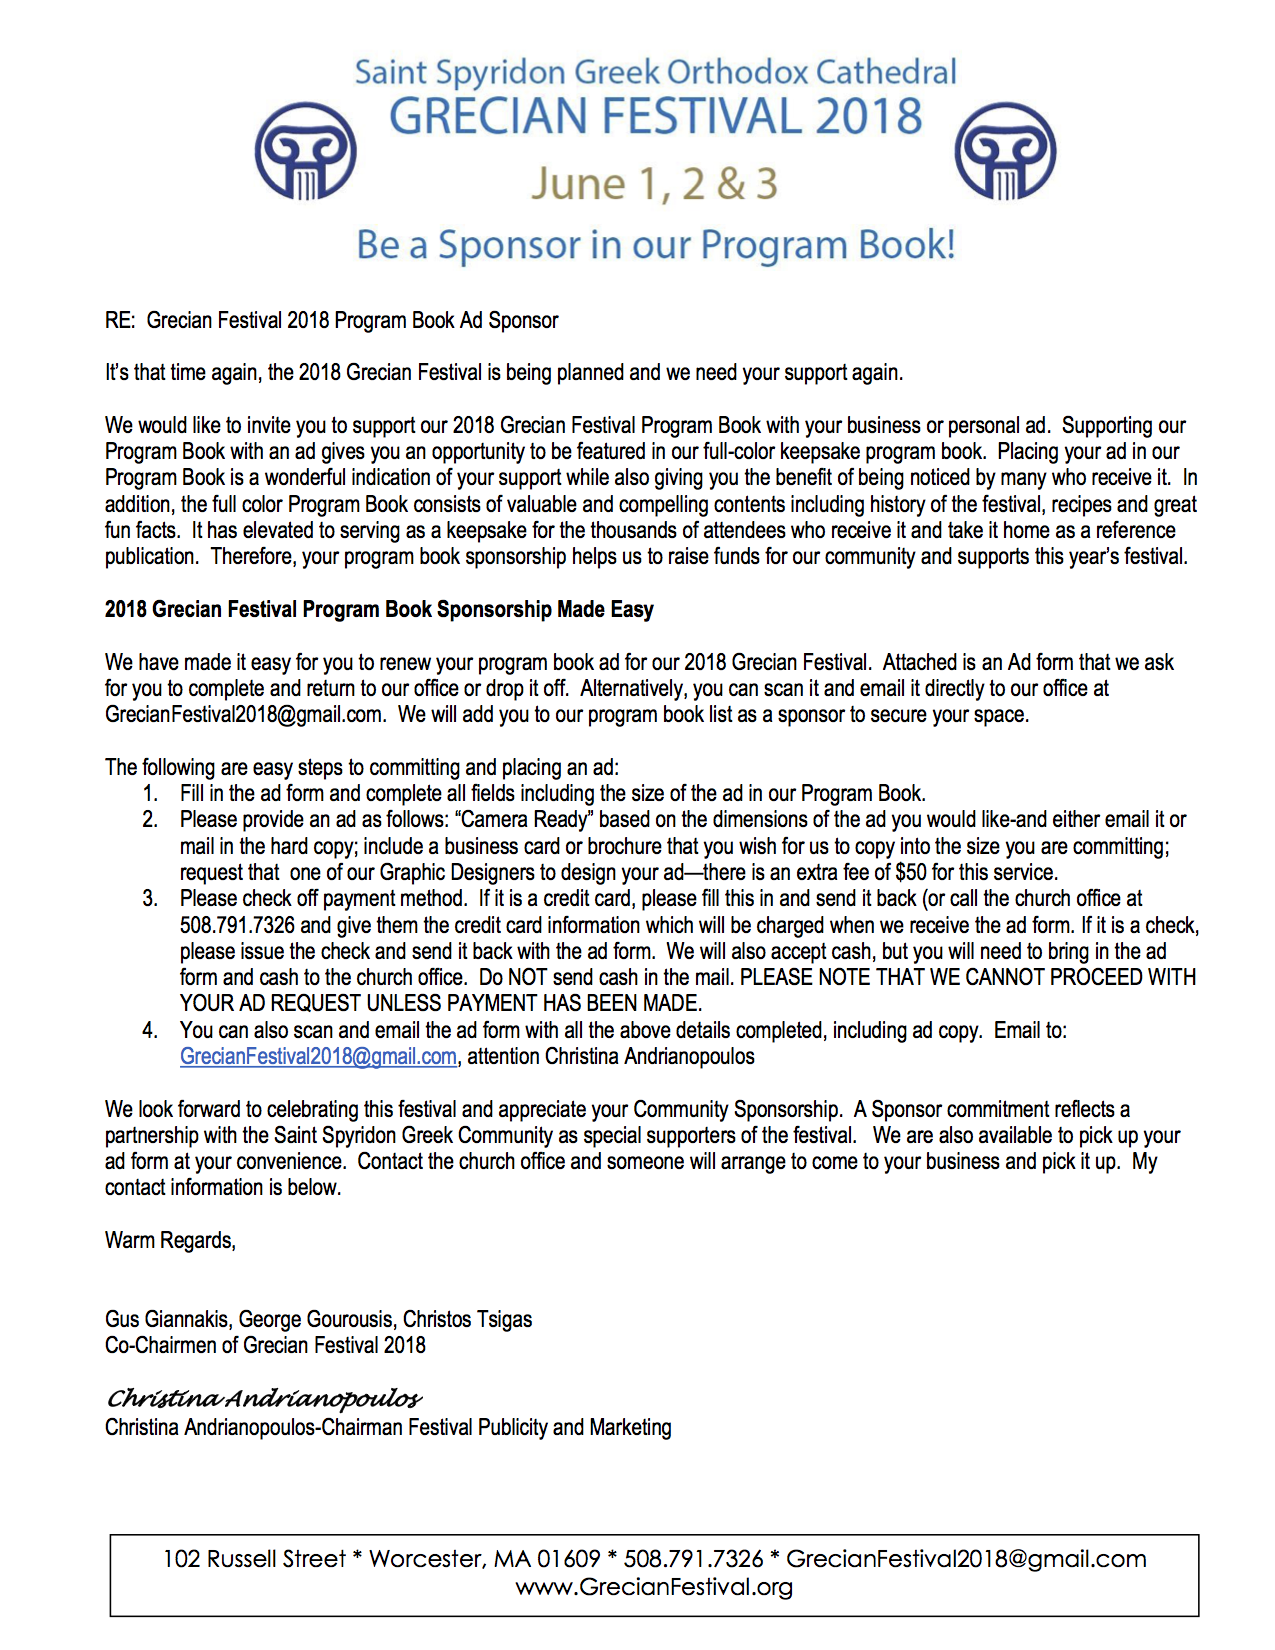 Saint Spyridon Greek Orthodox Cathedral
GRECIAN FESTIVAL 2018
June 1, 2 & 3
Be a Sponsor in our Program Book!
RE:  Grecian Festival 2018 Program Book Ad Sponsor
It's that time again, the 2018 Grecian Festival is being planned and we need your support again.
We would like to invite you to support our 2018 Grecian Festival Program Book with your business or personal ad.  Supporting our
Program Book with an ad gives you an opportunity to be featured in our full-color keepsake program book.  Placing your ad in our
Program Book is a wonderful indication of your support while also giving you the benefit of being noticed by many who receive it.  In
addition, the full color Program Book consists of valuable and compelling contents including history of the festival, recipes and great
fun facts.  It has elevated to serving as a keepsake for the thousands of attendees who receive it and take it home as a reference
publication.  Therefore, your program book sponsorship helps us to raise funds for our community and supports this year's festival.
2018 Grecian Festival Program Book Sponsorship Made Easy
We have made it easy for you to renew your program book ad for our 2018 Grecian Festival.  Attached is an Ad form that we ask
for you to complete and return to our office or drop it off.  Alternatively, you can scan it and email it directly to our office at
GrecianFestival2018@gmail.com.  We will add you to our program book list as a sponsor to secure your space.
The following are easy steps to committing and placing an ad:
1. Fill in the ad form and complete all fields including the size of the ad in our Program Book.
2. Please provide an ad as follows: “Camera Ready” based on the dimensions of the ad you would like-and either email it or
mail in the hard copy; include a business card or brochure that you wish for us to copy into the size you are committing;
request that  one of our Graphic Designers to design your ad—there is an extra fee of $50 for this service.
3. Please check off payment method.  If it is a credit card, please fill this in and send it back (or call the church office at
508.791.7326 and give them the credit card information which will be charged when we receive the ad form. If it is a check,
please issue the check and send it back with the ad form.  We will also accept cash, but you will need to bring in the ad
form and cash to the church office.  Do NOT send cash in the mail. PLEASE NOTE THAT WE CANNOT PROCEED WITH
YOUR AD REQUEST UNLESS PAYMENT HAS BEEN MADE.
4. You can also scan and email the ad form with all the above details completed, including ad copy.  Email to:
GrecianFestival2018@gmail.com, attention Christina Andrianopoulos
We look forward to celebrating this festival and appreciate your Community Sponsorship.  A Sponsor commitment reflects a
partnership with the Saint Spyridon Greek Community as special supporters of the festival.   We are also available to pick up your
ad form at your convenience.  Contact the church office and someone will arrange to come to your business and pick it up.  My
contact information is below.
Warm Regards,
Gus Giannakis, George Gourousis, Christos Tsigas
Co-Chairmen of Grecian Festival 2018
Christina Andrianopoulos
Christina Andrianopoulos-Chairman Festival Publicity and Marketing
102 Russell Street * Worcester, MA 01609 * 508.791.7326 * GrecianFestival2018@gmail.com
www.GrecianFestival.org